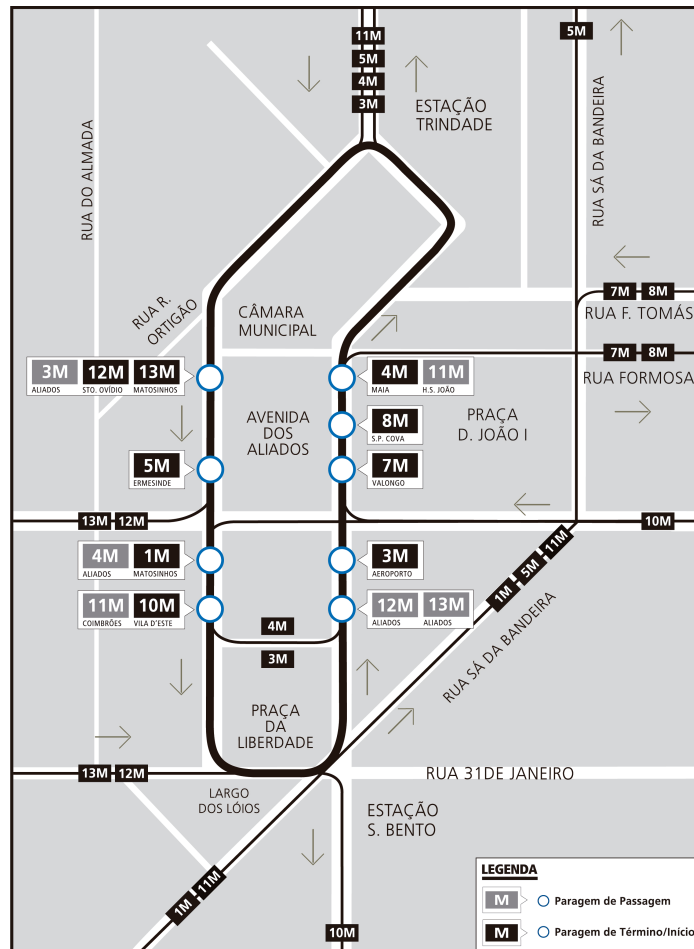 11M
5M
4M
3M
5M
ESTAÇÃO
TRINDADE
RUA DO ALMADA
RUA SÁ DA BANDEIRA
7M 8M
RUA F. TOMÁS
RUA R.
ORTIGÃO
CÂMARA
MUNICIPAL
7M 8M
RUA FORMOSA
3M 12M 13M
ALIADOS STO. OVÍDIO MATOSINHOS
4M 11M
MAIA H.S. JOÃO
AVENIDA
DOS
ALIADOS
8M
S.P. COVA
PRAÇA
D. JOÃO I
5M
ERMESINDE
7M
VALONGO
13M 12M
10M
1M 5M 11M
4M 1M
ALIADOS MATOSINHOS
3M
AEROPORTO
11M 10M
COIMBRÕES VILA D'ESTE
12M 13M
ALIADOS ALIADOS
4M
3M
RUA SÁ DA BANDEIRA
PRAÇA
DA
LIBERDADE
13M 12M
RUA 31DE JANEIRO
LARGO
DOS LÓIOS
ESTAÇÃO
S. BENTO
1M 11M
10M
LEGENDA
M Paragem de Passagem
M Paragem de Término/Início